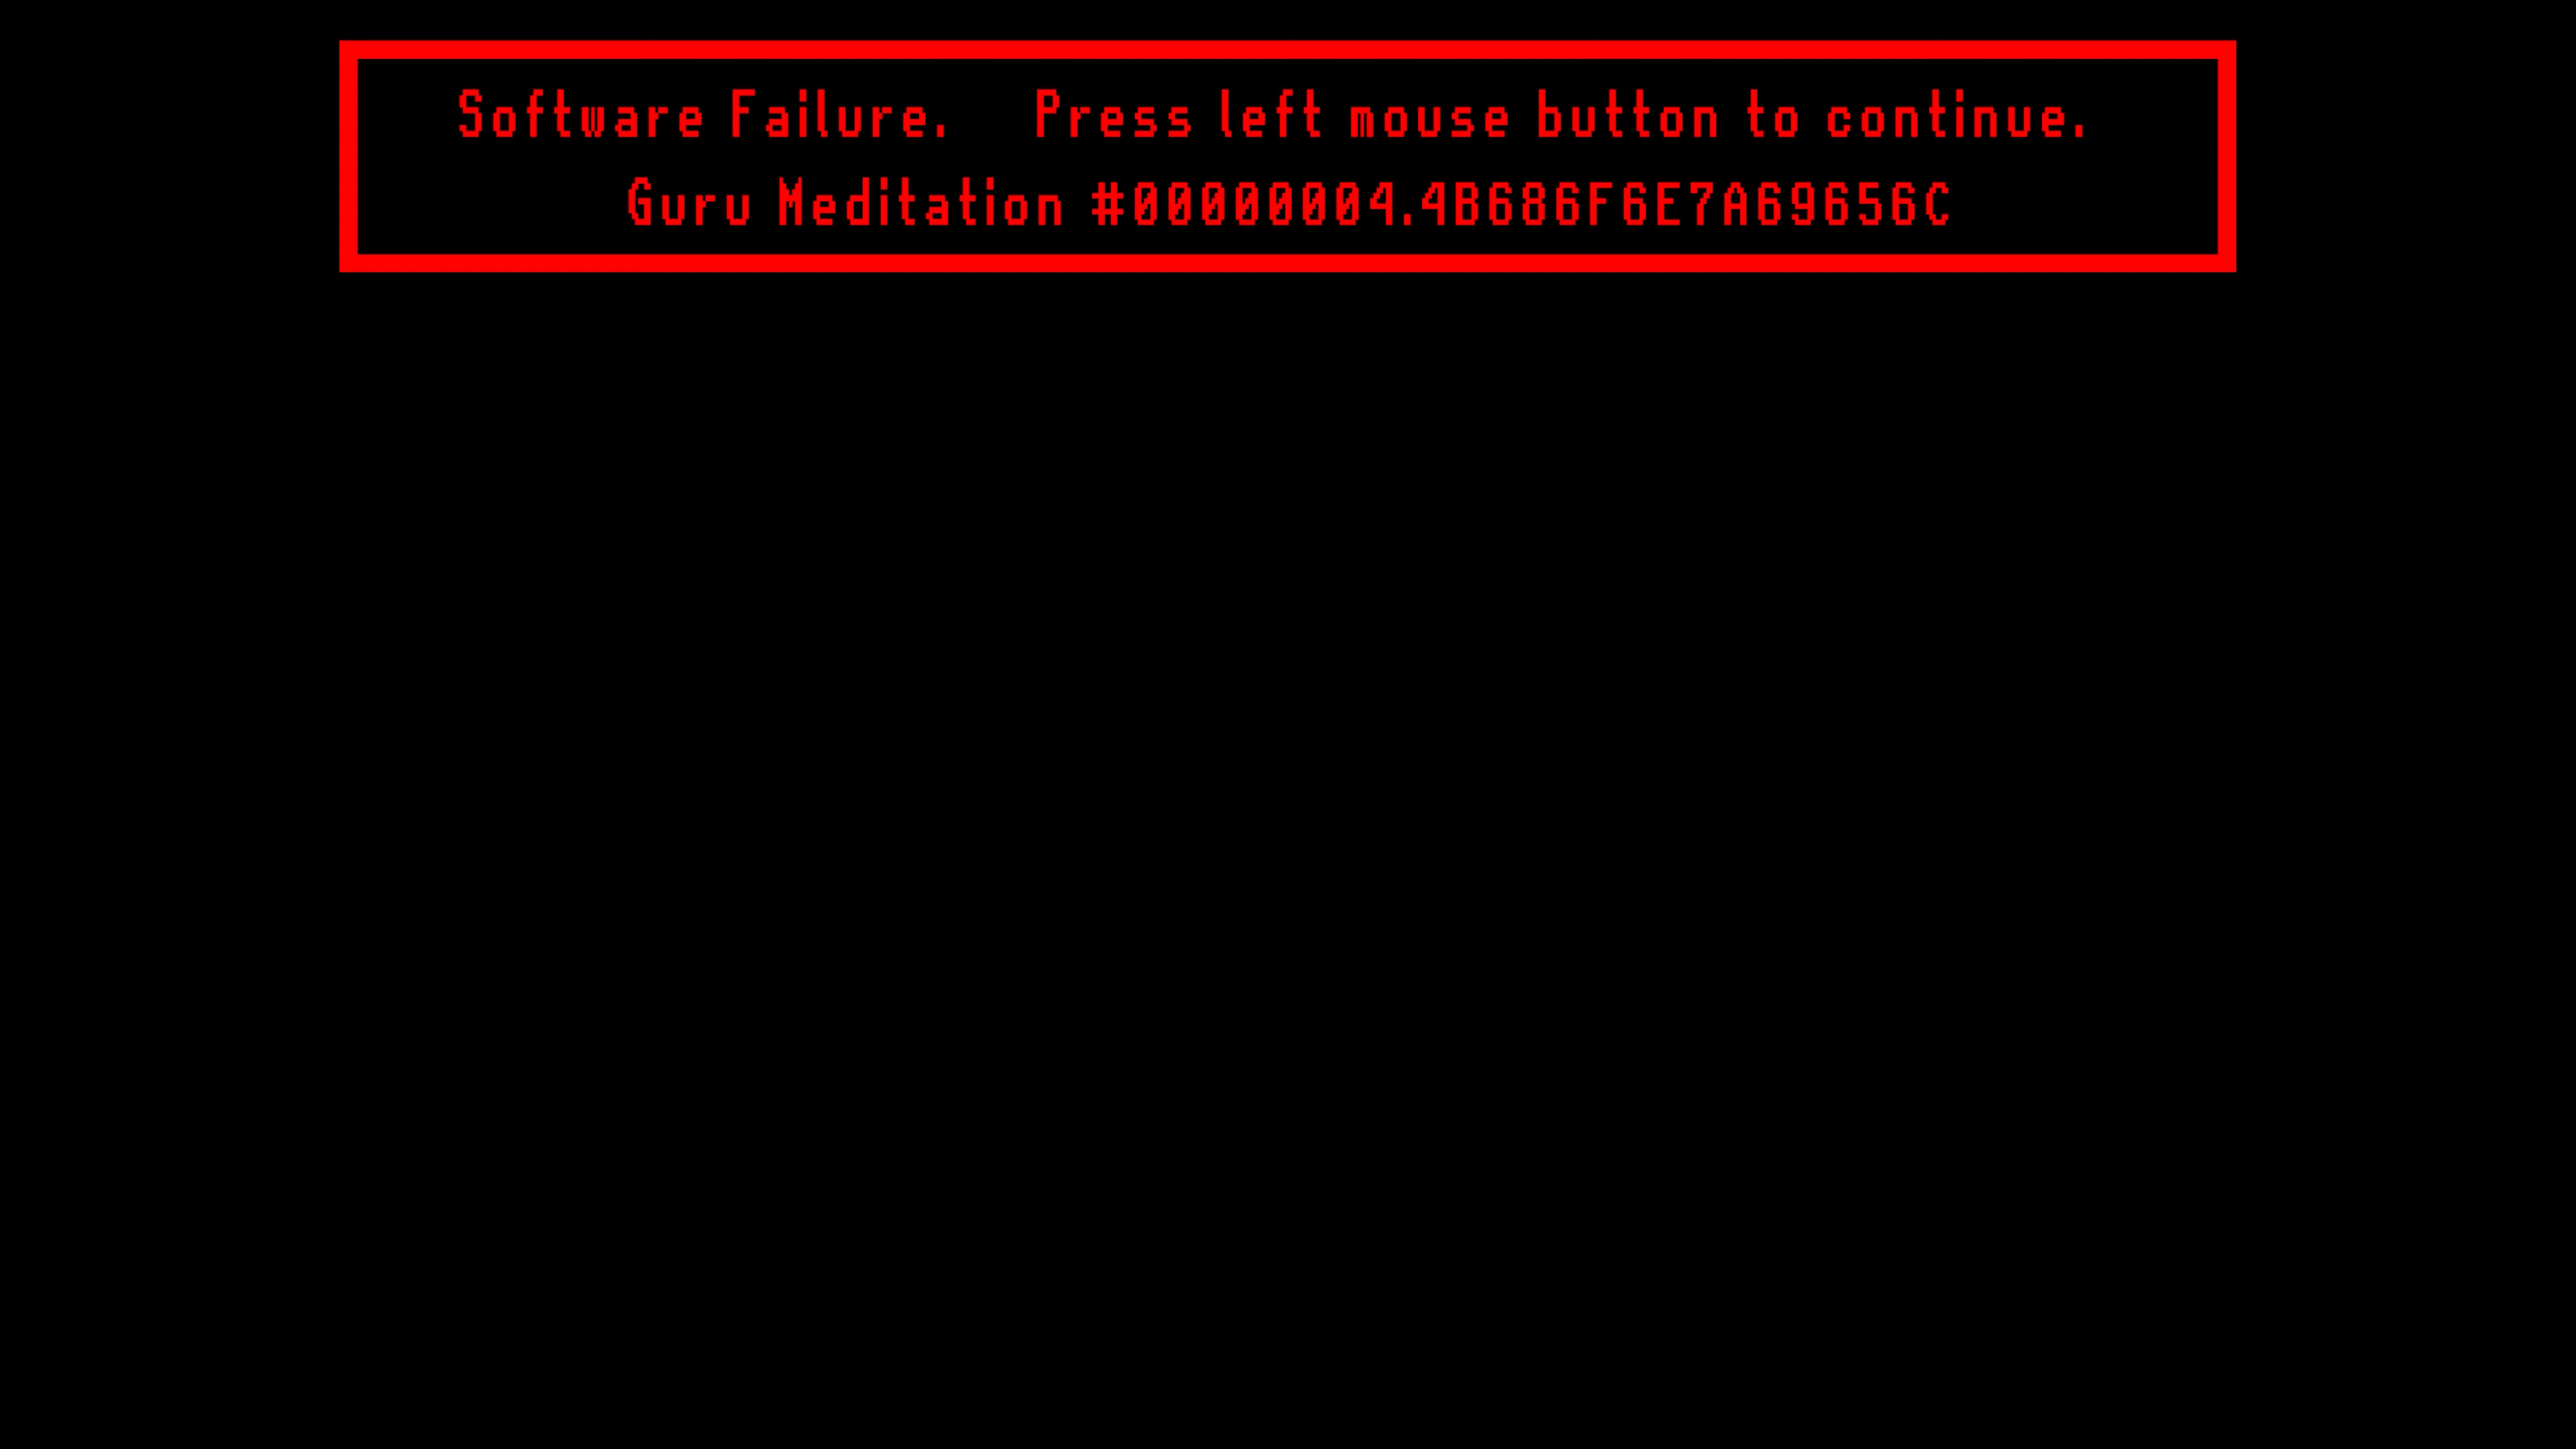 Software Failure.   Press left mouse button to continue.
Guru Meditation #00000004.4B686F6E7A69656C